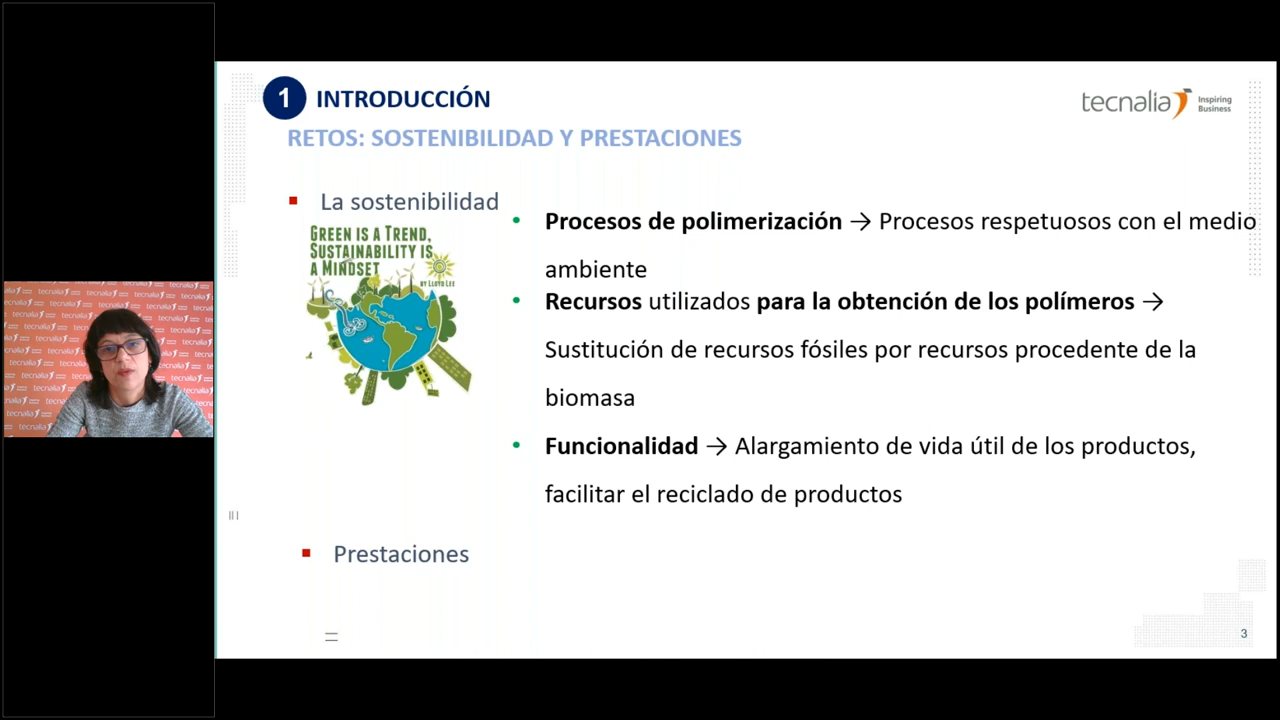 1 INTRODUCCIÓN
tecnalia Inspiring
Business
RETOS: SOSTENIBILIDAD Y PRESTACIONES
La sostenibilidad
GREEN IS A TREND,
SUSTAINABILITY IS
A MINDSET
BY LLOYD LEE
• Procesos de polimerización → Procesos respetuosos con el medio
ambiente
• Recursos utilizados para la obtención de los polímeros →
Sustitución de recursos fósiles por recursos procedente de la
biomasa
• Funcionalidad → Alargamiento de vida útil de los productos,
facilitar el reciclado de productos
Prestaciones
3
tecnalia